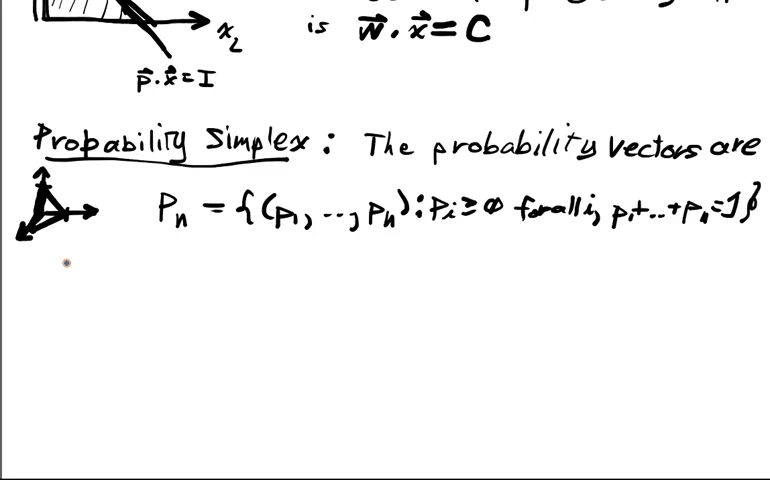 x₂
is w⃗ · x⃗ = C
p⃗ · x⃗ = I
Probability Simplex : The probability vectors are
Pₙ = {(p₁, ..., pₙ) : pᵢ ≥ 0 for all i, p₁ + .. + pₙ = 1}